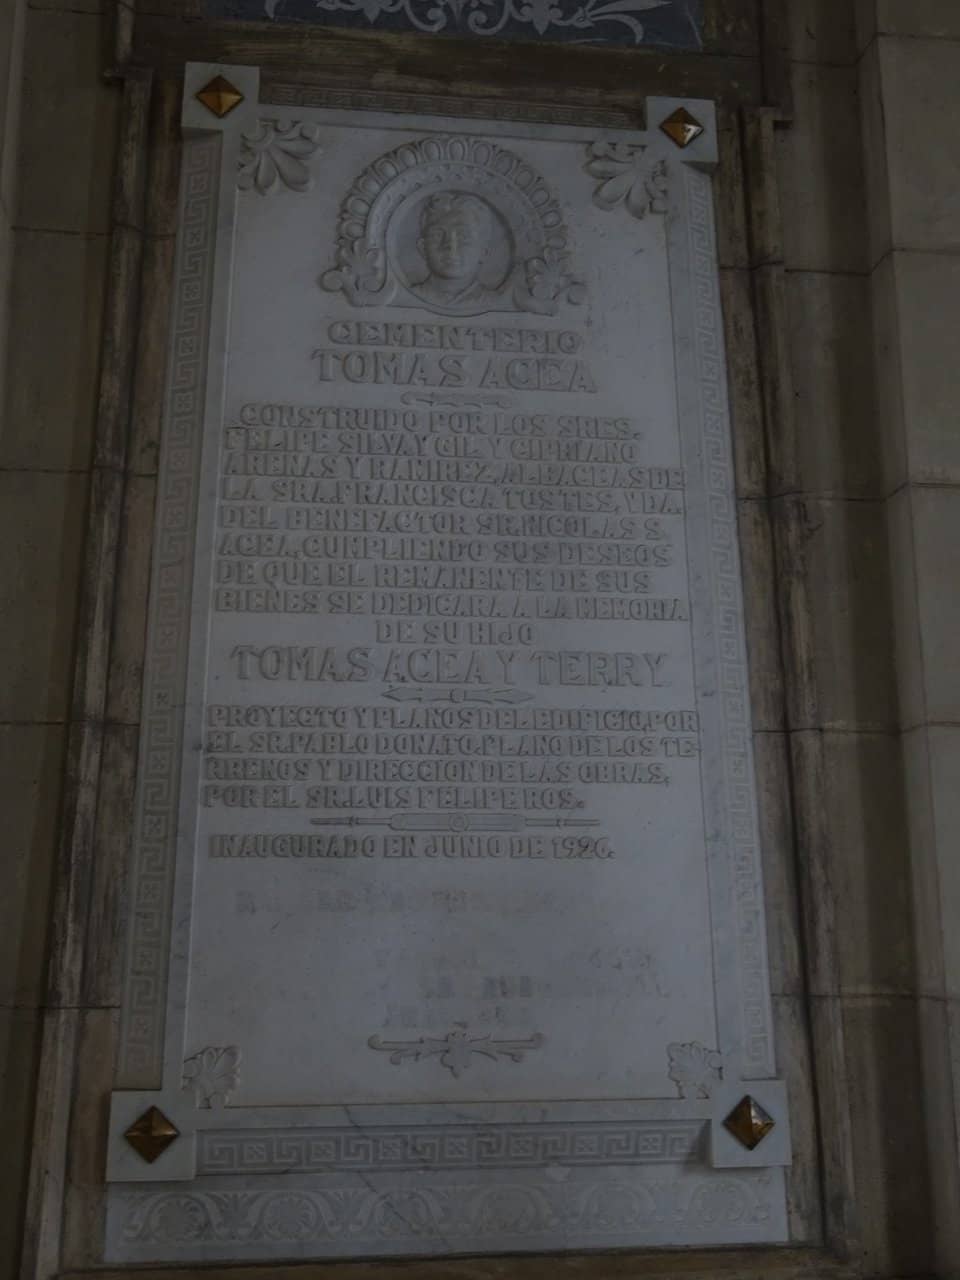 CEMENTERIO
TOMAS ACEA
CONSTRUIDO POR LOS SRES.
FELIPE SILVA Y GIL Y CIPRIANO
ARENAS Y RAMIREZ, ALBACEAS DE
LA SRA. FRANCISCA TOSTES, VDA.
DEL BENEFACTOR SR. NICOLAS S.
ACEA, CUMPLIENDO SUS DESEOS
DE QUE EL REMANENTE DE SUS
BIENES SE DEDICARA A LA MEMORIA
DE SU HIJO
TOMAS ACEA Y TERRY
PROYECTO Y PLANOS DEL EDIFICIO, POR
EL SR. PABLO DONATO. PLANO DE LOS TE-
RRENOS Y DIRECCION DE LAS OBRAS,
POR EL SR. LUIS FELIPE ROS.
INAUGURADO EN JUNIO DE 1926.